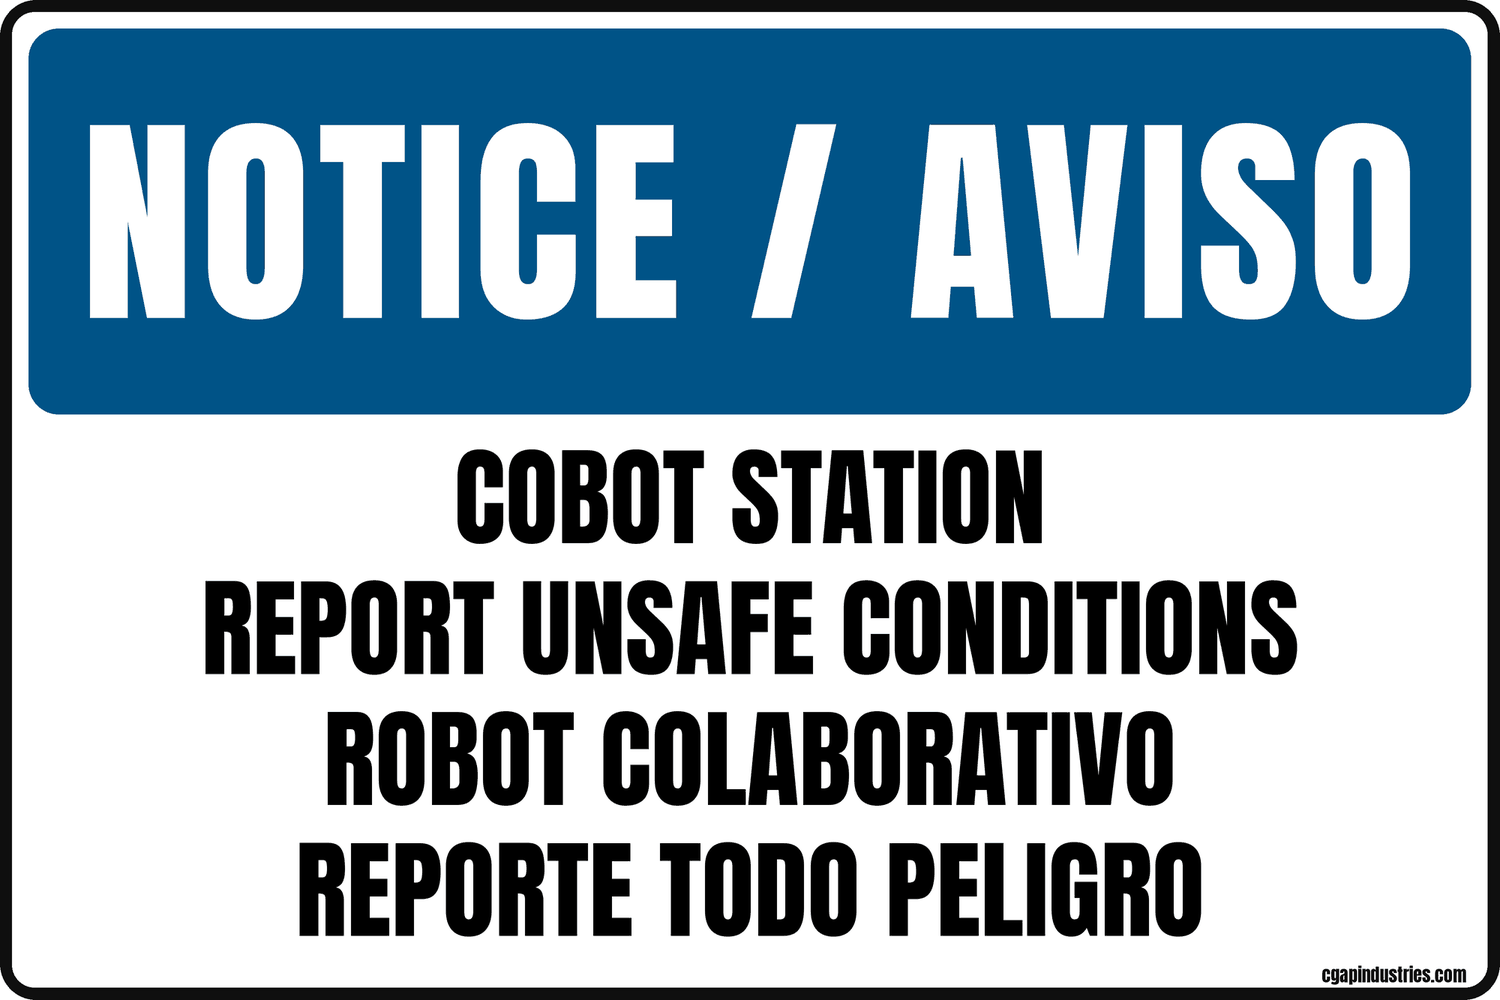 NOTICE / AVISO
COBOT STATION
REPORT UNSAFE CONDITIONS
ROBOT COLABORATIVO
REPORTE TODO PELIGRO
cgapindustries.com